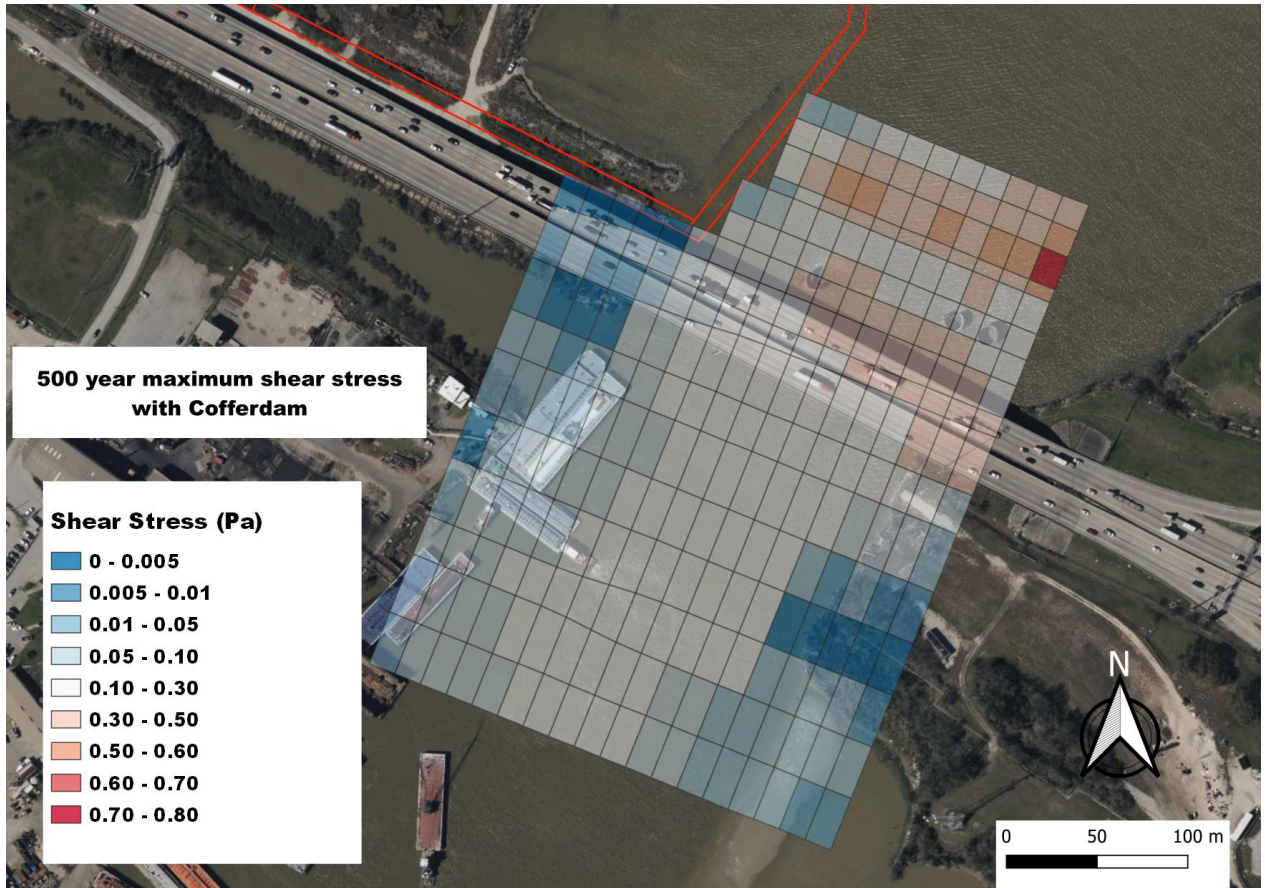 500 year maximum shear stress
with Cofferdam
Shear Stress (Pa)
0 - 0.005
0.005 - 0.01
0.01 - 0.05
0.05 - 0.10
0.10 - 0.30
0.30 - 0.50
0.50 - 0.60
0.60 - 0.70
0.70 - 0.80
N
0 50 100 m